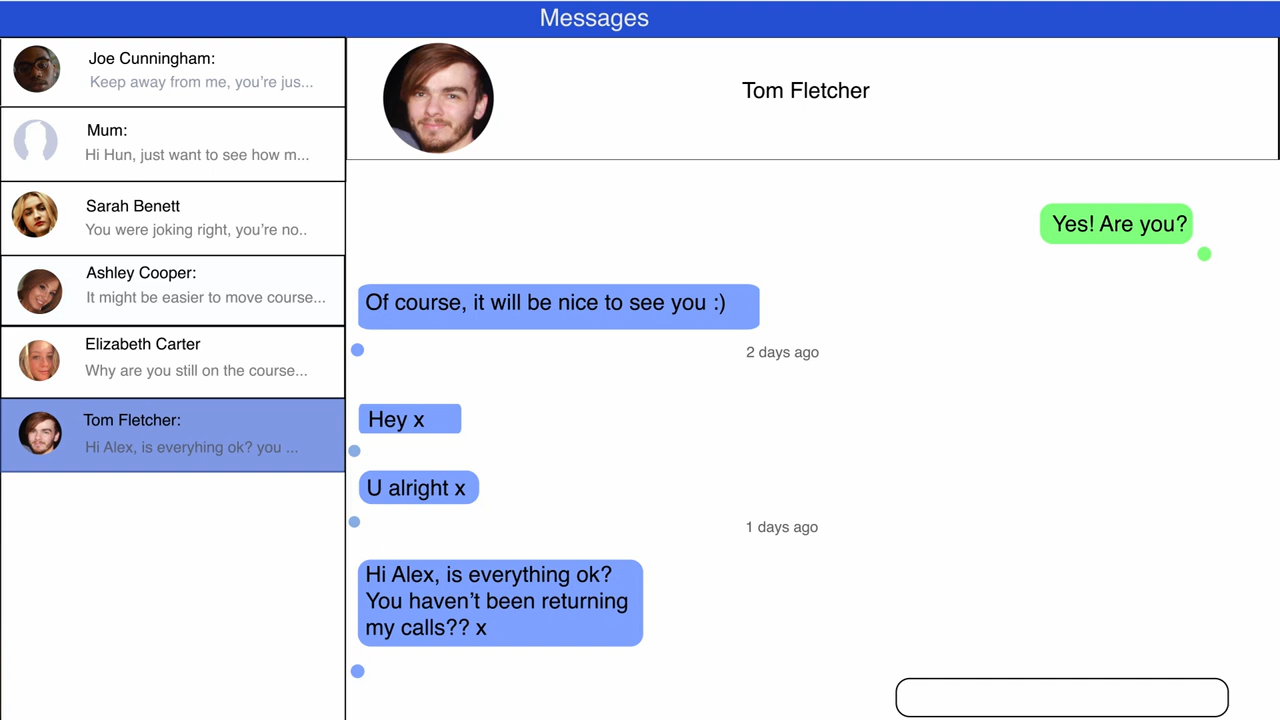 Messages
Joe Cunningham:
Keep away from me, you're jus...
Mum:
Hi Hun, just want to see how m...
Sarah Benett
You were joking right, you're no..
Ashley Cooper:
It might be easier to move course...
Elizabeth Carter
Why are you still on the course...
Tom Fletcher:
Hi Alex, is everyhing ok? you ...
Tom Fletcher
Yes! Are you?
Of course, it will be nice to see you :)
2 days ago
Hey x
U alright x
1 days ago
Hi Alex, is everything ok?
You haven't been returning
my calls?? x